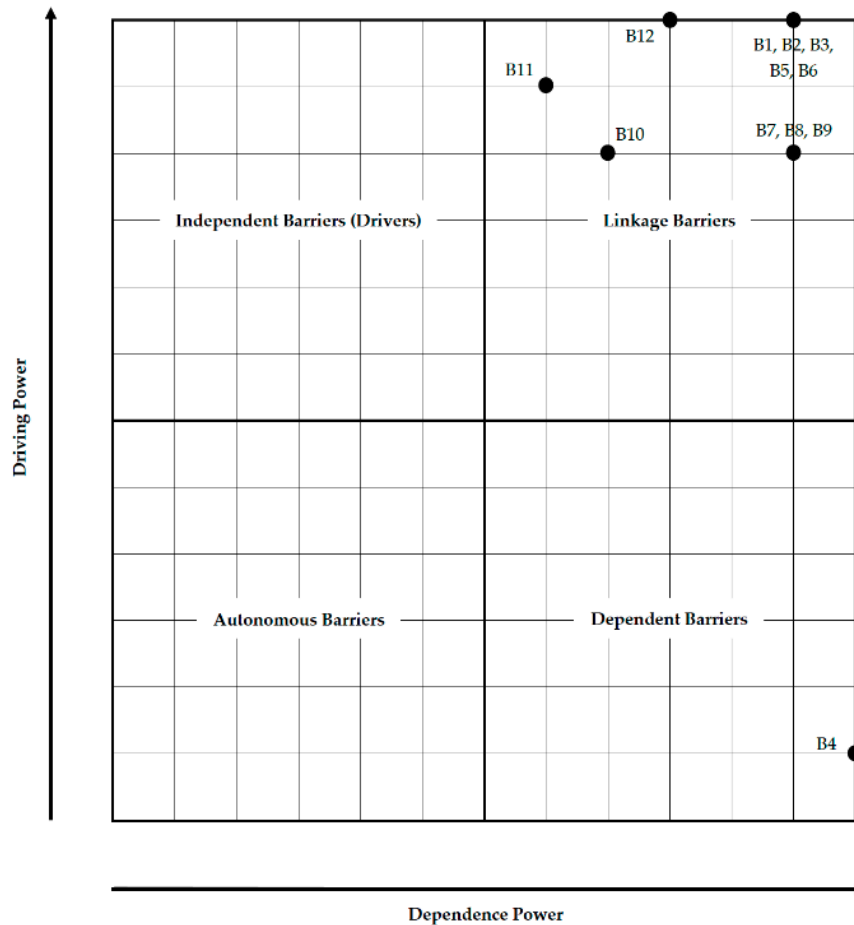 B12
B1, B2, B3,
B5, B6
B11
B10
B7, B8, B9
Independent Barriers (Drivers)
Linkage Barriers
Driving Power
Autonomous Barriers
Dependent Barriers
B4
Dependence Power